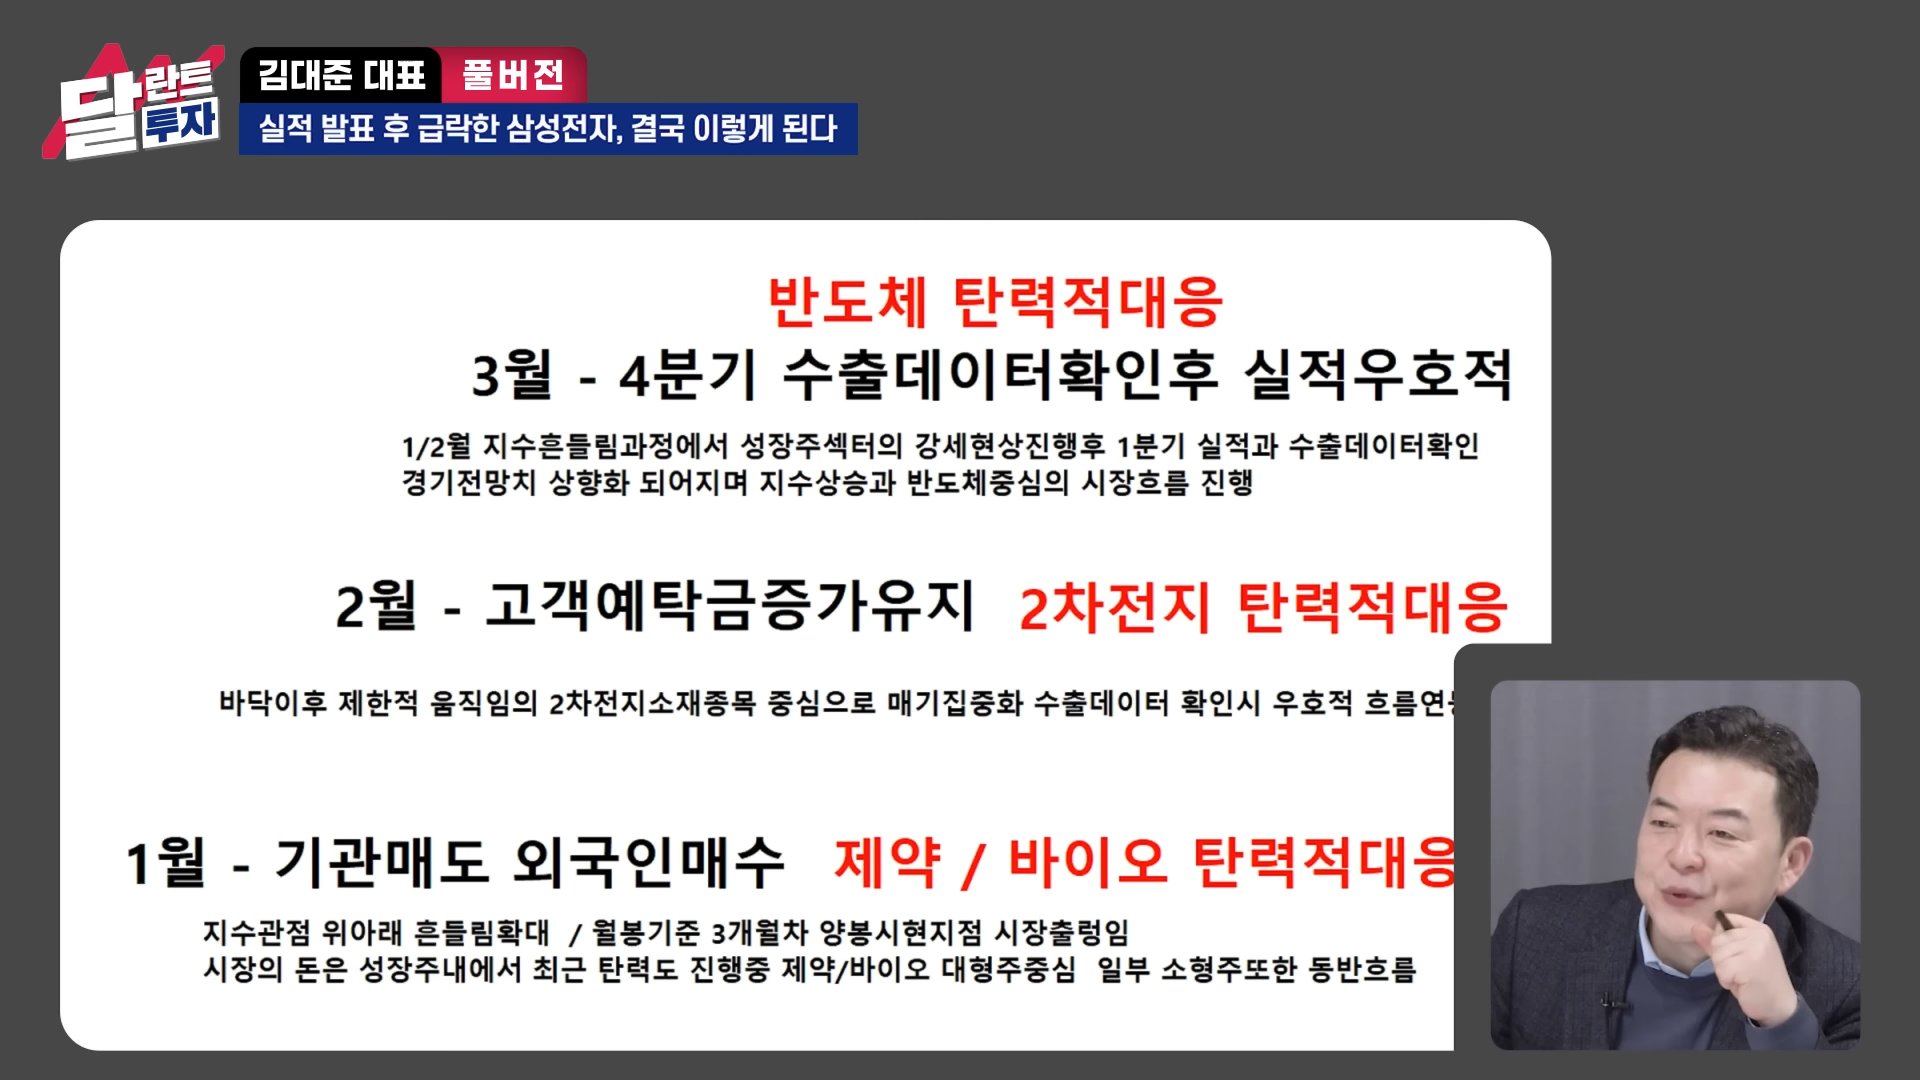 달란트
투자
김대준 대표 풀버전
실적 발표 후 급락한 삼성전자, 결국 이렇게 된다
반도체 탄력적대응
3월 - 4분기 수출데이터확인후 실적우호적
1/2월 지수흔들림과정에서 성장주섹터의 강세현상진행후 1분기 실적과 수출데이터확인
경기전망치 상향화 되어지며 지수상승과 반도체중심의 시장흐름 진행
2월 - 고객예탁금증가유지 2차전지 탄력적대응
바닥이후 제한적 움직임의 2차전지소재종목 중심으로 매기집중화 수출데이터 확인시 우호적
1월 - 기관매도 외국인매수 제약 / 바이오 탄력적대응
지수관점 위아래 흔들림확대 / 월봉기준 3개월차 양봉시현지점 시장출렁임
시장의 돈은 성장주내에서 최근 탄력도 진행중 제약/바이오 대형주중심 일부 소형주또한 동반흐름